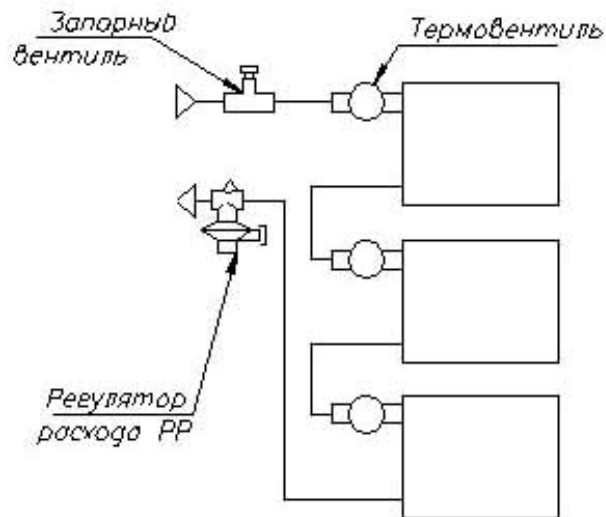 Запорный
вентиль
Термовентиль
Регулятор
расхода РР